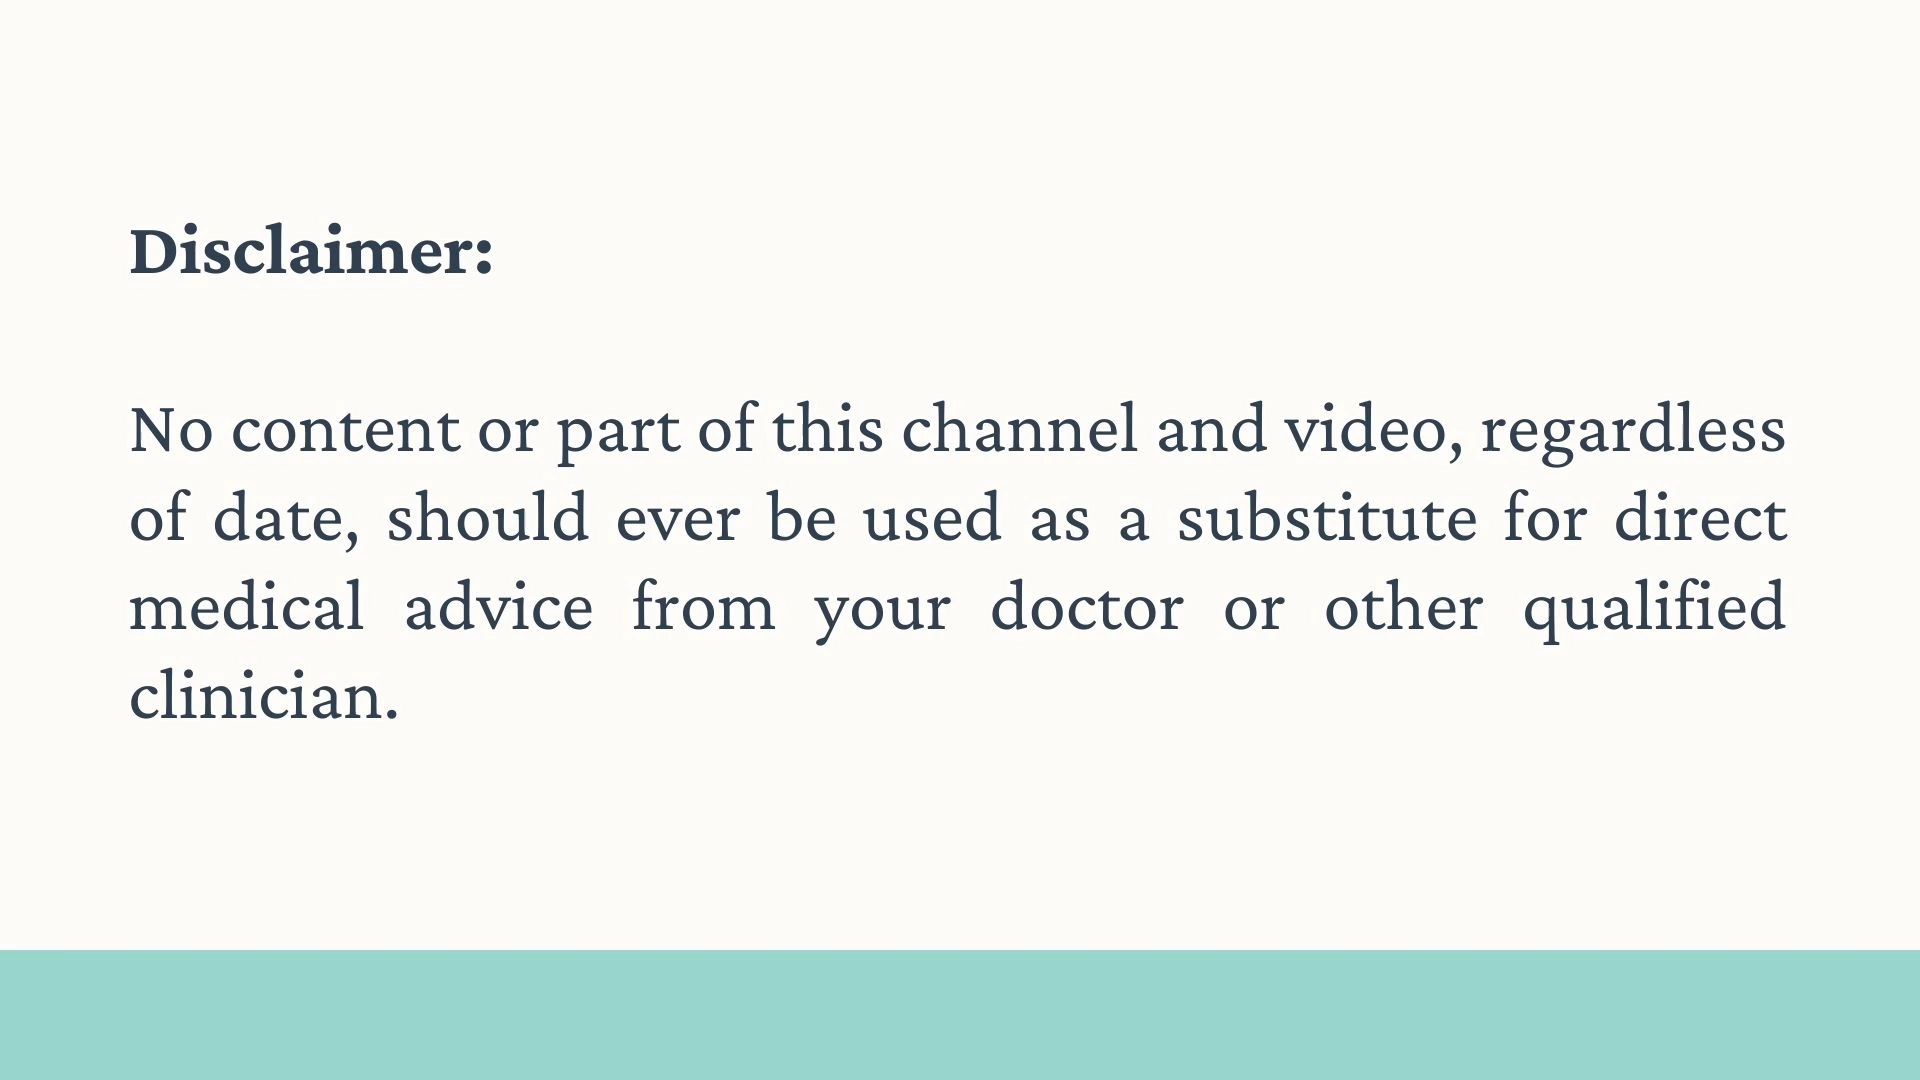 Disclaimer:
No content or part of this channel and video, regardless
of date, should ever be used as a substitute for direct
medical advice from your doctor or other qualified
clinician.